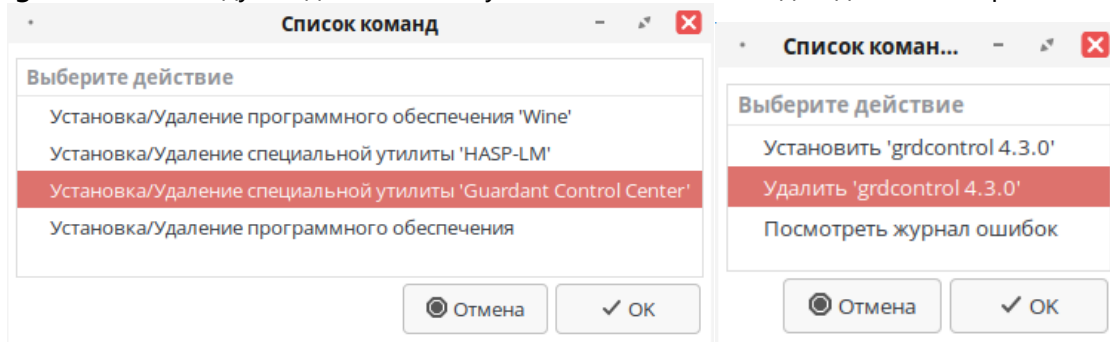 Список команд
Выберите действие
Установка/Удаление программного обеспечения 'Wine'
Установка/Удаление специальной утилиты 'HASP-LM'
Установка/Удаление специальной утилиты 'Guardant Control Center'
Установка/Удаление программного обеспечения
Отмена
OK
Список коман...
Выберите действие
Установить 'grdcontrol 4.3.0'
Удалить 'grdcontrol 4.3.0'
Посмотреть журнал ошибок
Отмена
OK